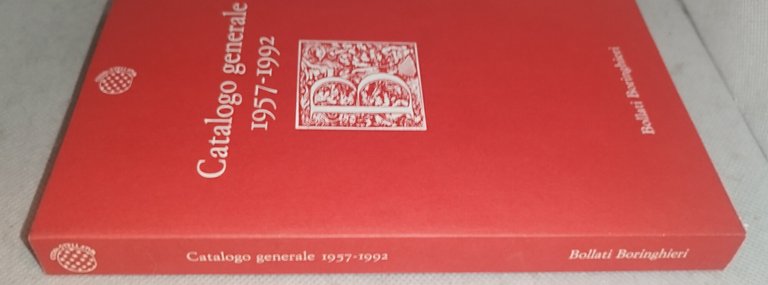 Catalogo generale
1957-1992
B
Bollati Boringhieri
Catalogo generale 1957-1992
Bollati Boringhieri